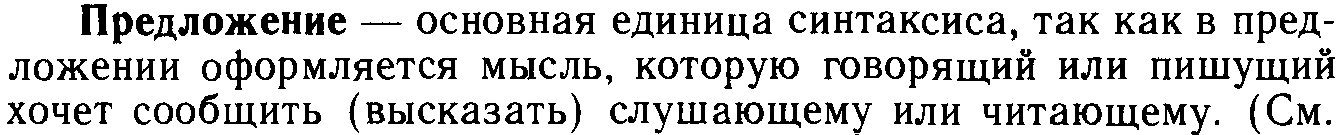 Предложение — основная единица синтаксиса, так как в пред-
ложении оформляется мысль, которую говорящий или пишущий
хочет сообщить (высказать) слушающему или читающему. (См.